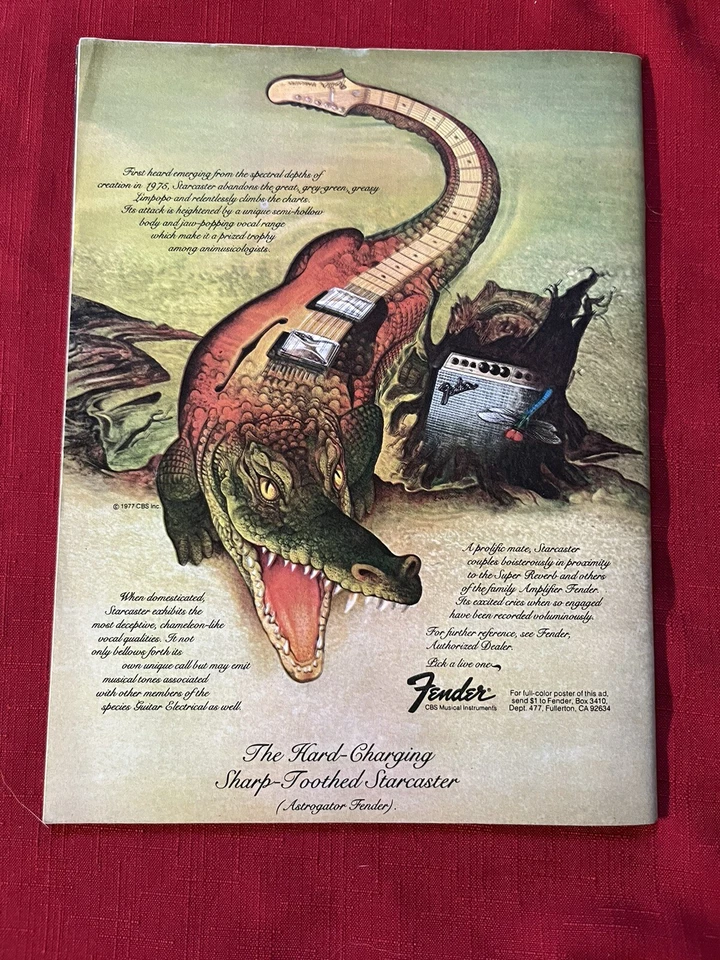 First heard emerging from the spectral depths of
creation in 1975, Starcaster abandons the great, grey-green, greasy
Limpopo and relentlessly climbs the charts.
Its attack is heightened by a unique semi-hollow
body and jaw-popping vocal range
which make it a prized trophy
among animusicologists.
Fender
© 1977 CBS Inc.
When domesticated,
Starcaster exhibits the
most deceptive, chameleon-like
vocal qualities. It not
only bellows forth its
own unique call but may emit
musical tones associated
with other members of the
species Guitar Electrical as well.
A prolific mate, Starcaster
couples boisterously in proximity
to the Super Reverb and others
of the family Amplifier Fender.
Its excited cries when so engaged
have been recorded voluminously.
For further reference, see Fender,
Authorized Dealer.
Pick a live one
Fender
CBS Musical Instruments
For full-color poster of this ad,
send $1 to Fender, Box 3410,
Dept. 477, Fullerton, CA 92634
The Hard-Charging
Sharp-Toothed Starcaster
(Astrogator Fender).